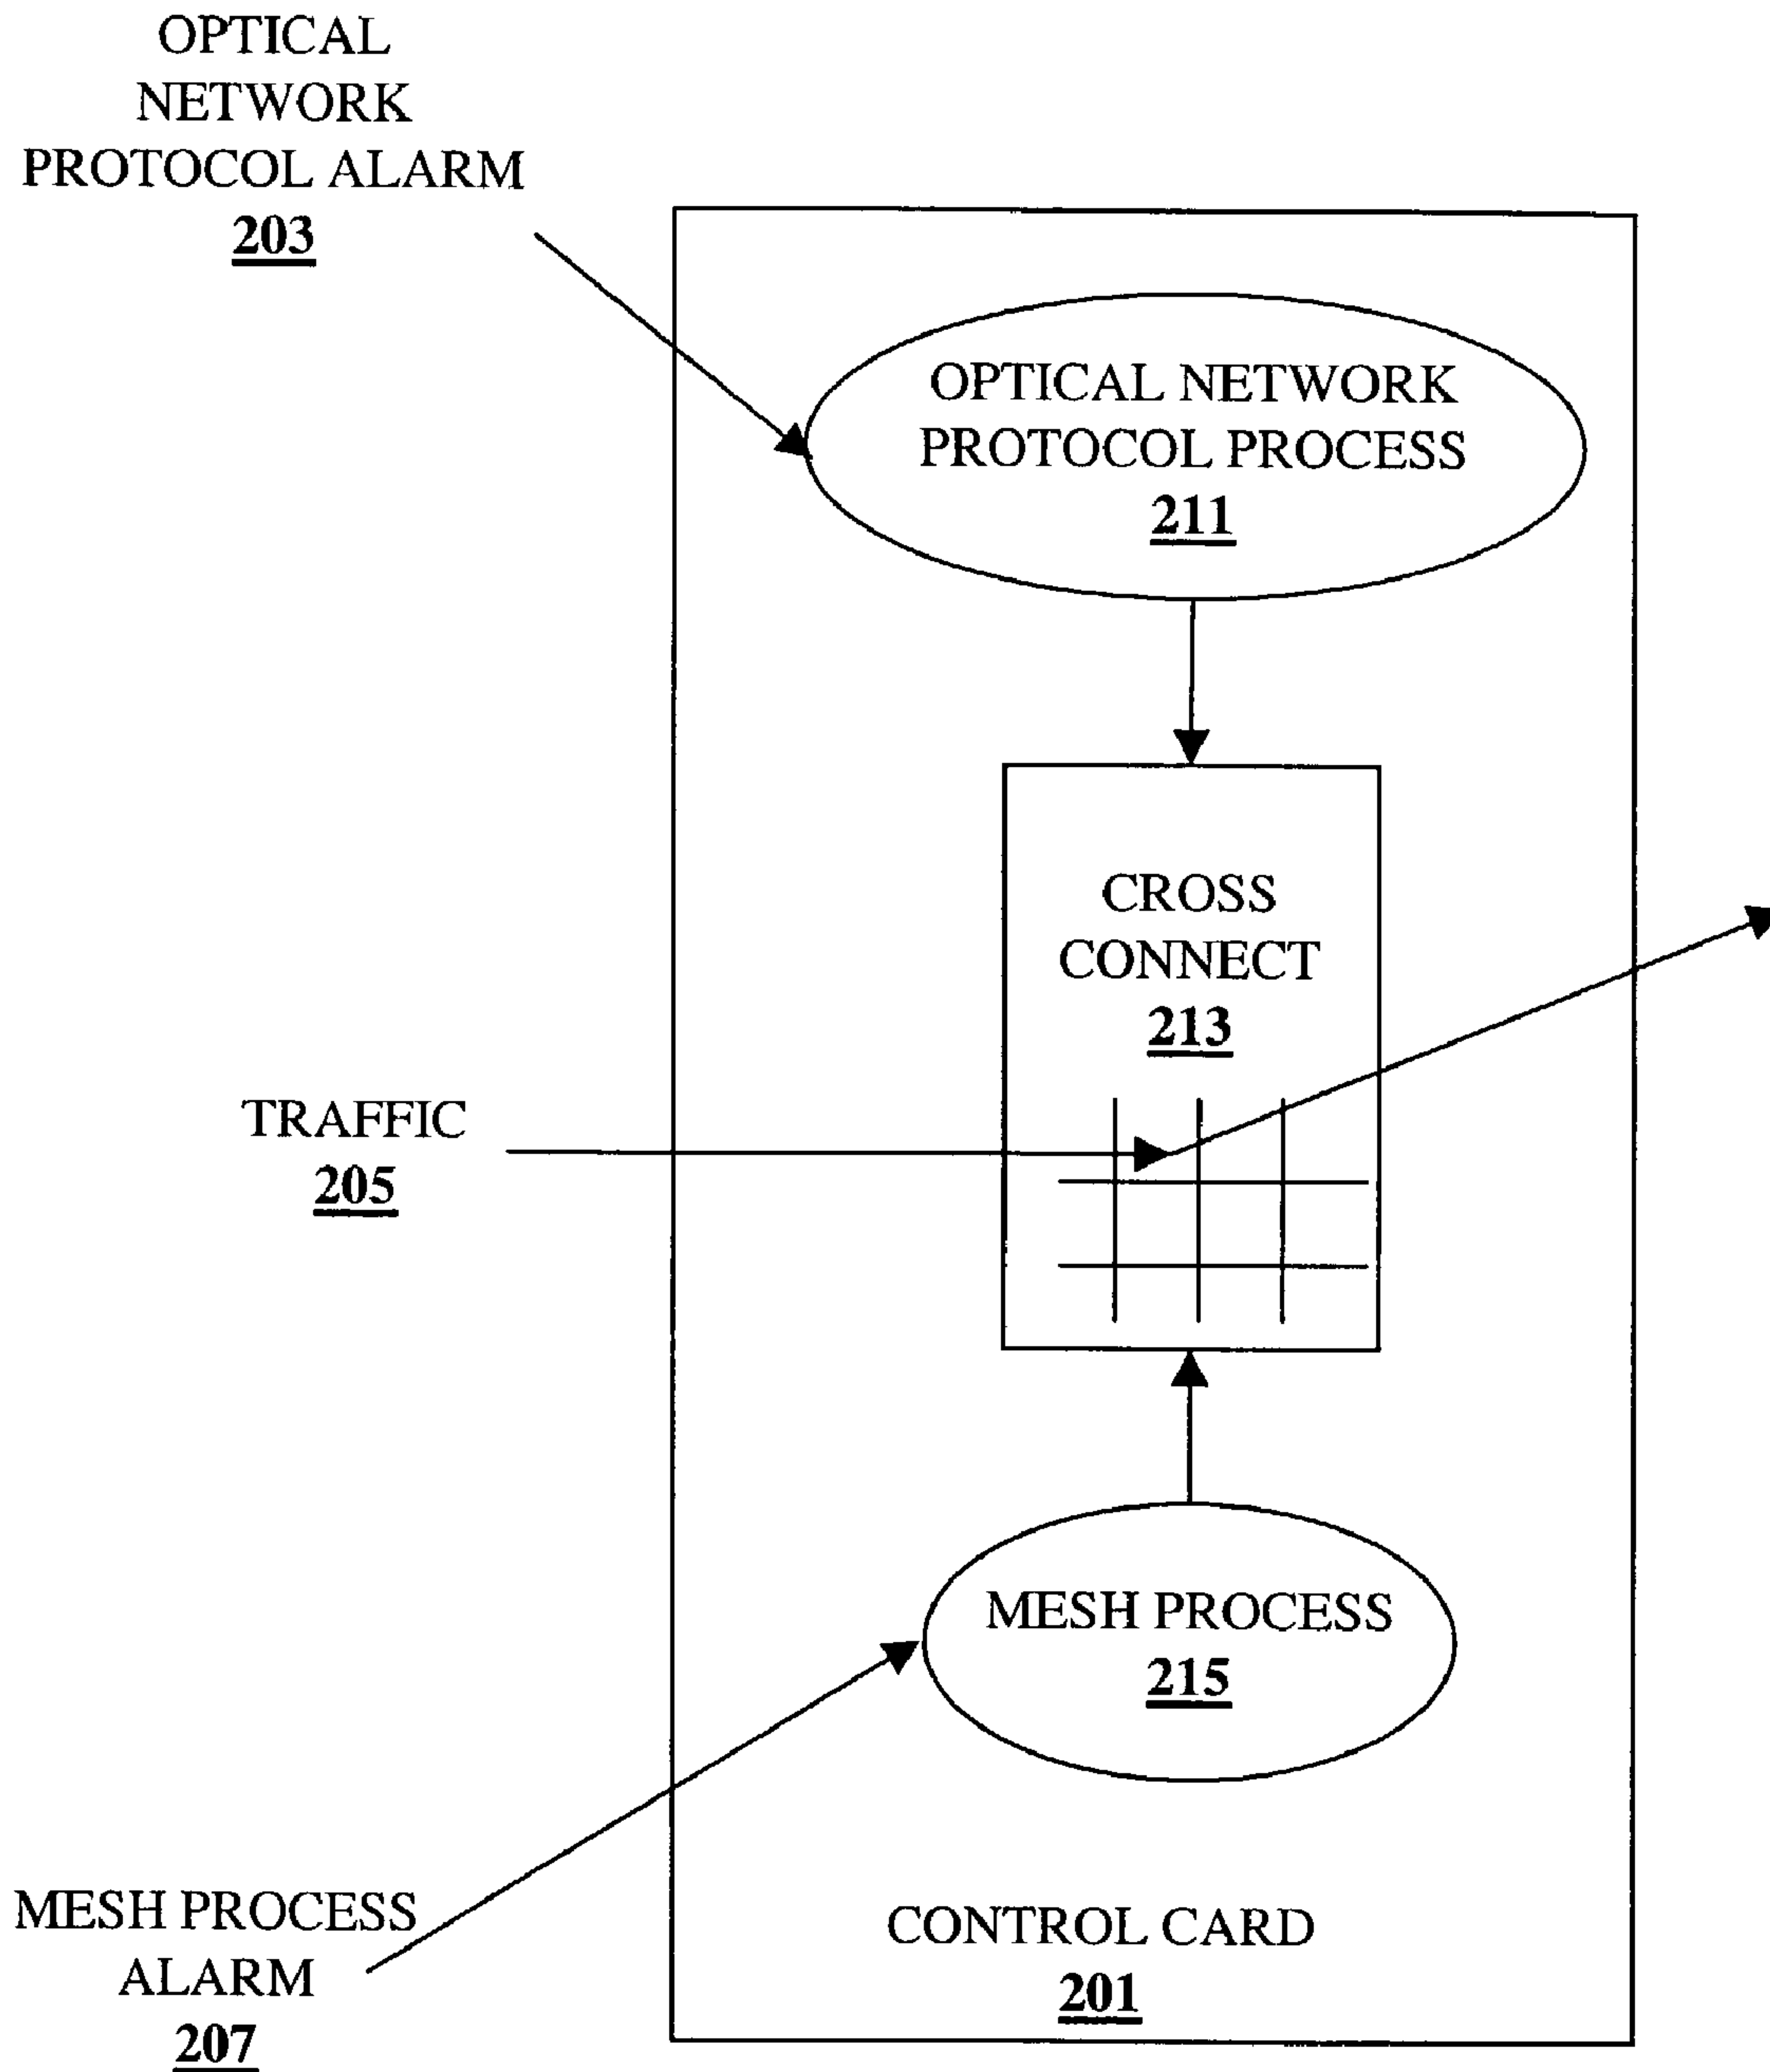 OPTICAL
NETWORK
PROTOCOL ALARM
203
OPTICAL NETWORK
PROTOCOL PROCESS
211
CROSS
CONNECT
213
TRAFFIC
205
MESH PROCESS
215
MESH PROCESS
ALARM
207
CONTROL CARD
201